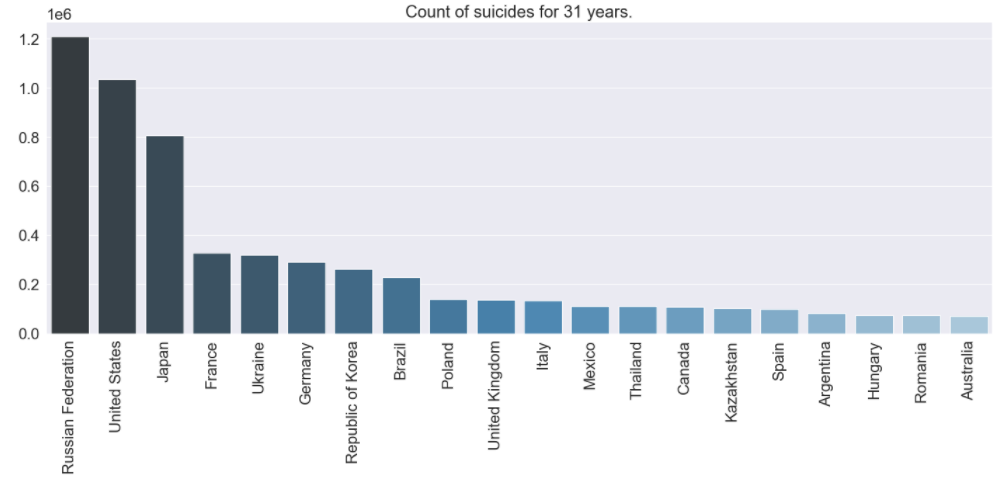 Count of suicides for 31 years.
1e6
1.2
1.0
0.8
0.6
0.4
0.2
0.0
Russian Federation
United States
Japan
France
Ukraine
Germany
Republic of Korea
Brazil
Poland
United Kingdom
Italy
Mexico
Thailand
Canada
Kazakhstan
Spain
Argentina
Hungary
Romania
Australia